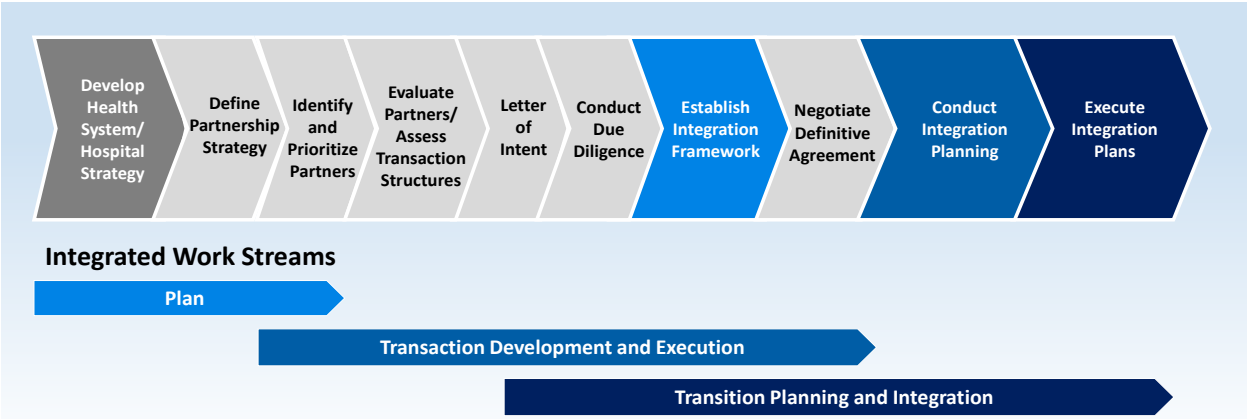 Develop
Health
System/
Hospital
Strategy
Define
Partnership
Strategy
Identify
and
Prioritize
Partners
Evaluate
Partners/
Assess
Transaction
Structures
Letter
of
Intent
Conduct
Due
Diligence
Establish
Integration
Framework
Negotiate
Definitive
Agreement
Conduct
Integration
Planning
Execute
Integration
Plans
Integrated Work Streams
Plan
Transaction Development and Execution
Transition Planning and Integration